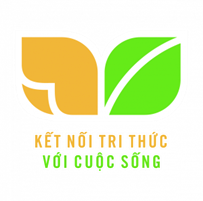 KẾT NỐI TRI THỨC
VỚI CUỘC SỐNG